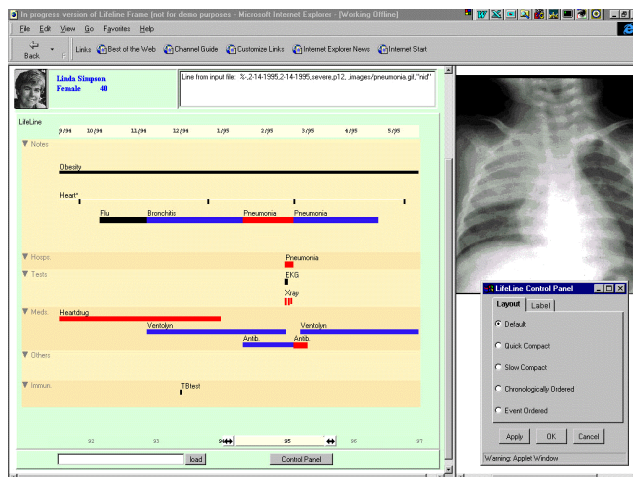 In progress version of Lifeline Frame (not for demo purposes - Microsoft Internet Explorer - [Working Offline]
File Edit View Go Favorites Help
Back
Links Best of the Web Channel Guide Customize Links Internet Explorer News Internet Start
Linda Simpson
Female 40
Line from input file: %-,2-14-1995,2-14-1995,severe,p12, ,images/pneumonia.gif,"nid"
LifeLine
9/94 10/94 11/94 12/94 1/95 2/95 3/95 4/95 5/95
Notes
Obesity
Heart*
Flu Bronchitis Pneumonia Pneumonia
Hosps. Pneumonia
Tests EKG
Xray
Meds. Heartdrug
Ventolyn Ventolyn
Antib. Antib.
Others
Immun. TBtest
92 93 94 95 96 97
load Control Panel
LifeLine Control Panel
Layout Label
Default
Quick Compact
Slow Compact
Chronologically Ordered
Event Ordered
Apply OK Cancel
Warning: Applet Window